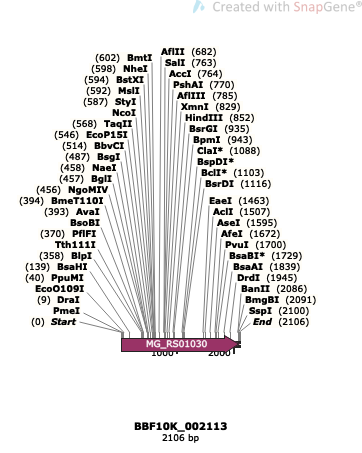 Created with SnapGene®
(602) BmtI
(598) NheI
(594) BstXI
(592) MslI
(587) StyI
NcoI
(568) TaqII
(546) EcoP15I
(514) BbvCI
(487) BsgI
(458) NaeI
(457) BglI
(456) NgoMIV
(394) BmeT110I
(393) AvaI
BsoBI
(370) PflFI
Tth111I
(358) BlpI
(139) BsaHI
(40) PpuMI
EcoO109I
(9) DraI
PmeI
(0) Start
AflII (682)
SalI (763)
AccI (764)
PshAI (770)
AflIII (785)
XmnI (829)
HindIII (852)
BsrGI (935)
BpmI (943)
ClaI* (1088)
BspDI*
BclI* (1103)
BsrDI (1116)
EaeI (1463)
AclI (1507)
AseI (1595)
AfeI (1672)
PvuI (1700)
BsaBI* (1729)
BsaAI (1839)
DrdI (1945)
BanII (2086)
BmgBI (2091)
SspI (2100)
End (2106)
MG_RS01030
1000
2000
BBF10K_002113
2106 bp